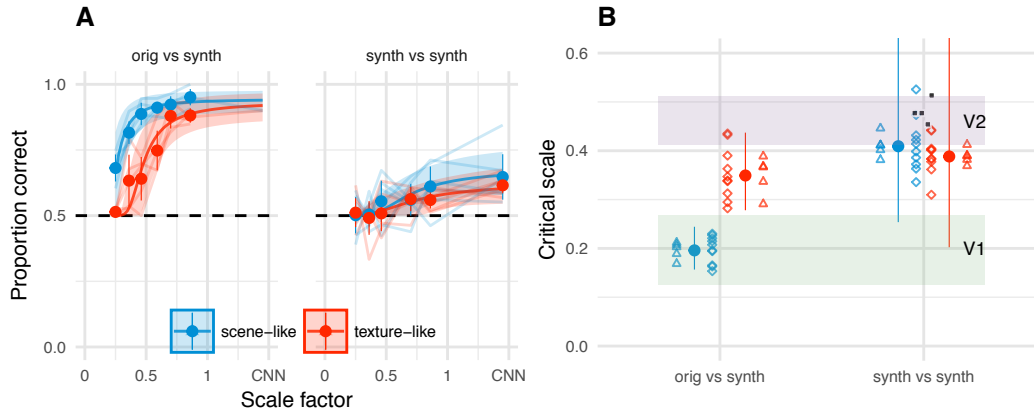 A
orig vs synth
synth vs synth
1.0
0.5
0.0
Proportion correct
scene−like
texture−like
0
0.5
1
CNN
0
0.5
1
CNN
Scale factor
B
0.6
0.4
0.2
0.0
Critical scale
V2
V1
orig vs synth
synth vs synth